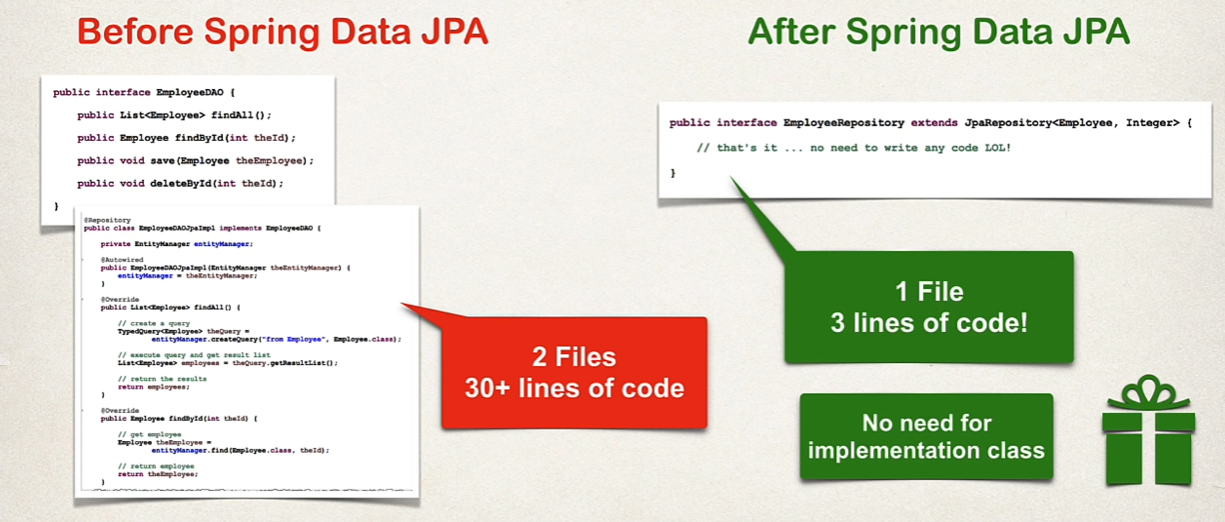 Before Spring Data JPA
public interface EmployeeDAO {
public List<Employee> findAll();
public Employee findById(int theId);
public void save(Employee theEmployee);
public void deleteById(int theId);
}
@Repository
public class EmployeeDAOJpaImpl implements EmployeeDAO {
private EntityManager entityManager;
@Autowired
public EmployeeDAOJpaImpl(EntityManager theEntityManager) {
entityManager = theEntityManager;
}
@Override
public List<Employee> findAll() {
// create a query
TypedQuery<Employee> theQuery =
entityManager.createQuery("from Employee", Employee.class);
// execute query and get result list
List<Employee> employees = theQuery.getResultList();
// return the results
return employees;
}
@Override
public Employee findById(int theId) {
// get employee
Employee theEmployee =
entityManager.find(Employee.class, theId);
// return employee
return theEmployee;
}
2 Files
30+ lines of code
After Spring Data JPA
public interface EmployeeRepository extends JpaRepository<Employee, Integer> {
// that's it ... no need to write any code LOL!
}
1 File
3 lines of code!
No need for
implementation class